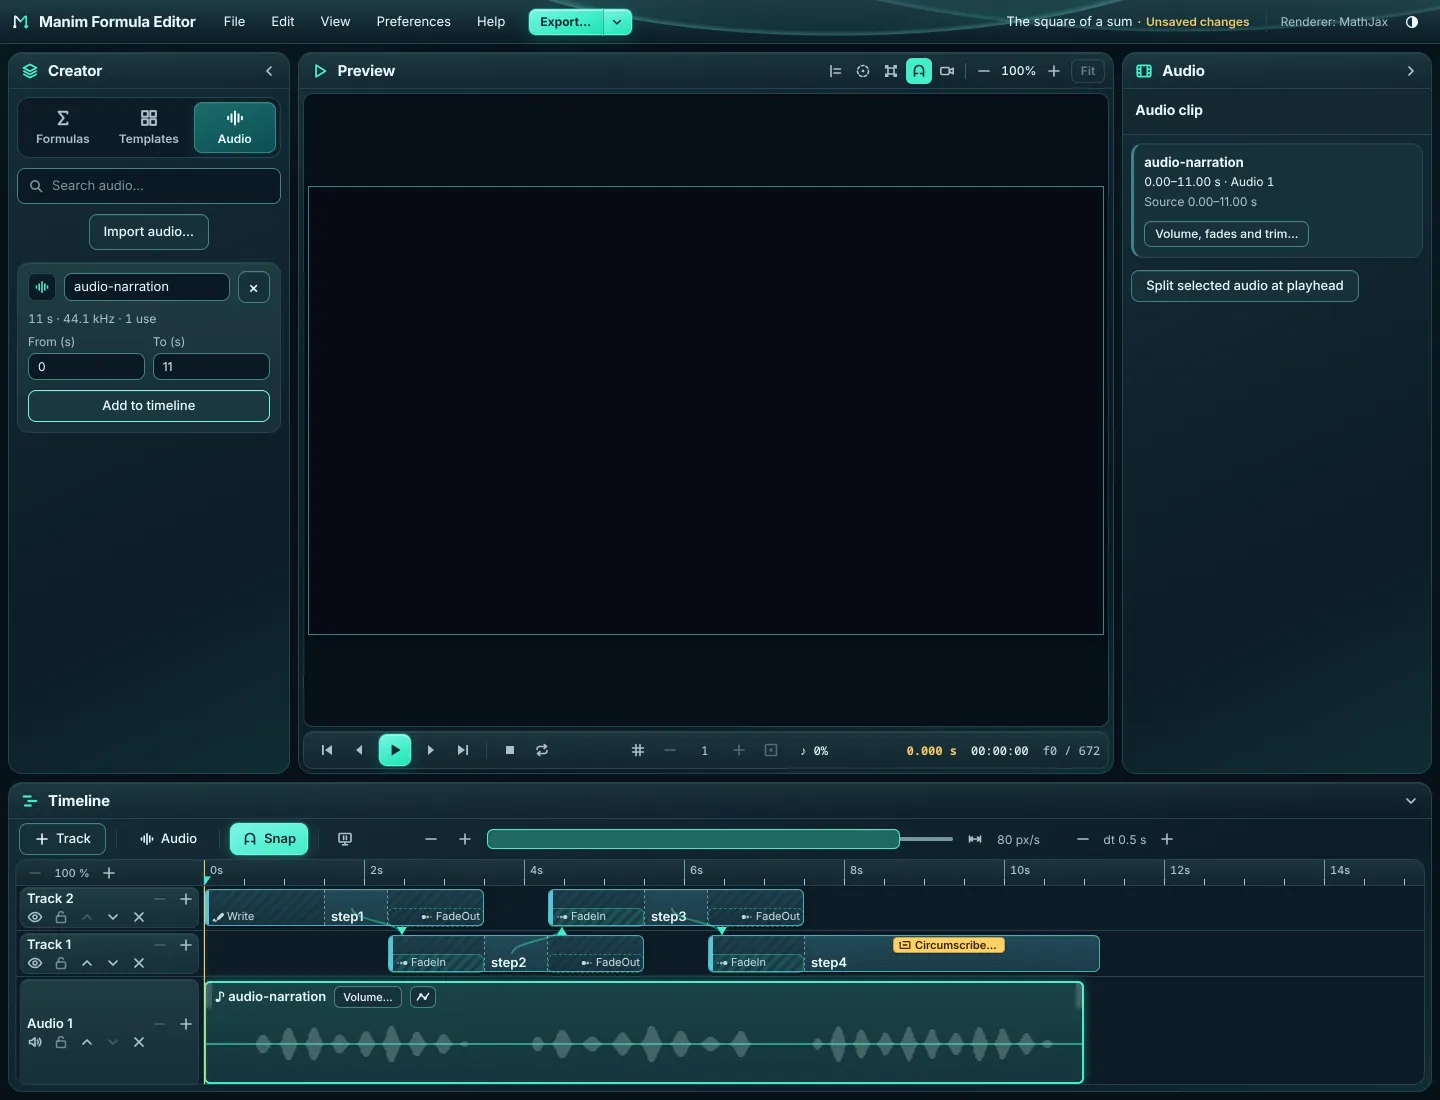 Manim Formula Editor File Edit View Preferences Help Export... The square of a sum · Unsaved changes Renderer: MathJax
Creator
Formulas Templates Audio
Search audio...
Import audio...
audio-narration
11 s · 44.1 kHz · 1 use
From (s) To (s)
0 11
Add to timeline
Preview 100% Fit
1 ♪ 0% 0.000 s 00:00:00 f0 / 672
Audio
Audio clip
audio-narration
0.00–11.00 s · Audio 1
Source 0.00–11.00 s
Volume, fades and trim...
Split selected audio at playhead
Timeline
Track Audio Snap 80 px/s dt 0.5 s
100 % 0s 2s 4s 6s 8s 10s 12s 14s
Track 2 Write step1 FadeOut FadeIn step3 FadeOut
Track 1 FadeIn step2 FadeOut FadeIn step4 Circumscribe...
Audio 1 audio-narration Volume...